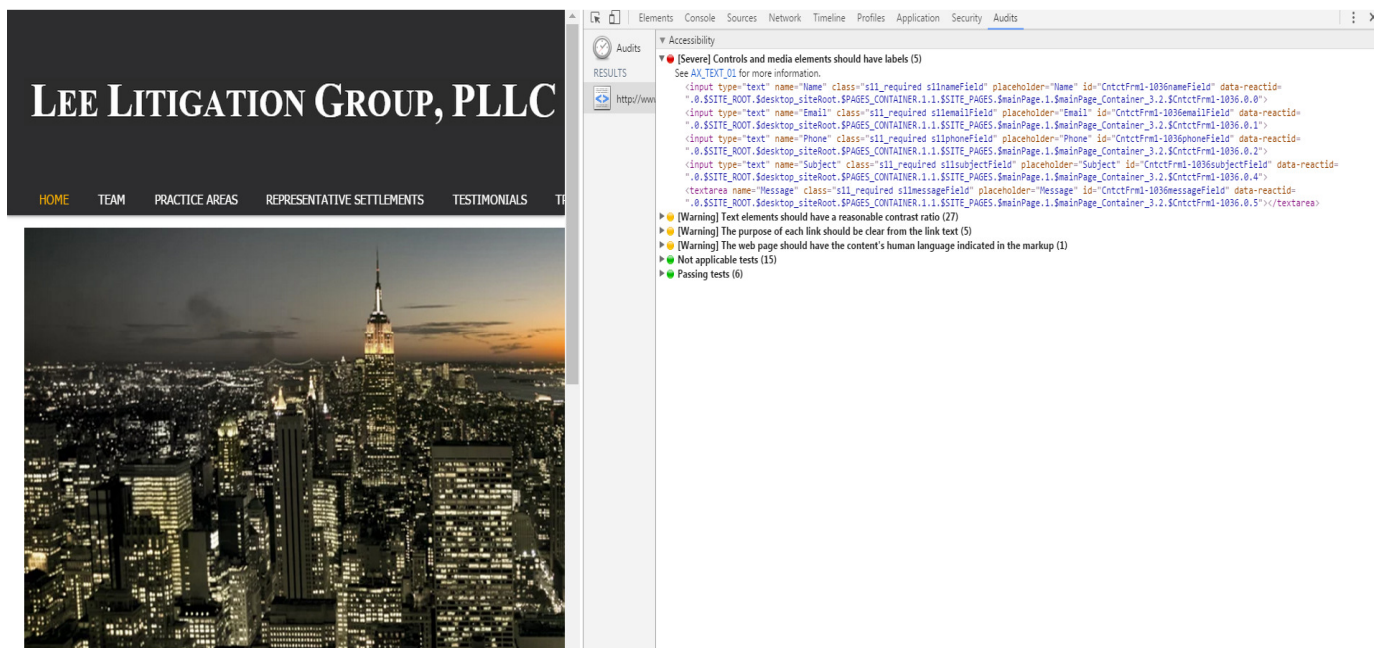 LEE LITIGATION GROUP, PLLC
HOME TEAM PRACTICE AREAS REPRESENTATIVE SETTLEMENTS TESTIMONIALS
Elements Console Sources Network Timeline Profiles Application Security Audits
Audits
RESULTS
http://www
▼ Accessibility
[Severe] Controls and media elements should have labels (5)
See AX_TEXT_01 for more information.
<input type="text" name="Name" class="s11_required s11nameField" placeholder="Name" id="CntctFrm1-1036nameField" data-reactid=
".0.$SITE_ROOT.$desktop_siteRoot.$PAGES_CONTAINER.1.1.$SITE_PAGES.$mainPage.1.$mainPage_Container_3.2.$CntctFrm1-1036.0.0">
<input type="text" name="Email" class="s11_required s11emailField" placeholder="Email" id="CntctFrm1-1036emailField" data-reactid=
".0.$SITE_ROOT.$desktop_siteRoot.$PAGES_CONTAINER.1.1.$SITE_PAGES.$mainPage.1.$mainPage_Container_3.2.$CntctFrm1-1036.0.1">
<input type="text" name="Phone" class="s11_required s11phoneField" placeholder="Phone" id="CntctFrm1-1036phoneField" data-reactid=
".0.$SITE_ROOT.$desktop_siteRoot.$PAGES_CONTAINER.1.1.$SITE_PAGES.$mainPage.1.$mainPage_Container_3.2.$CntctFrm1-1036.0.2">
<input type="text" name="Subject" class="s11_required s11subjectField" placeholder="Subject" id="CntctFrm1-1036subjectField" data-reactid=
".0.$SITE_ROOT.$desktop_siteRoot.$PAGES_CONTAINER.1.1.$SITE_PAGES.$mainPage.1.$mainPage_Container_3.2.$CntctFrm1-1036.0.4">
<textarea name="Message" class="s11_required s11messageField" placeholder="Message" id="CntctFrm1-1036messageField" data-reactid=
".0.$SITE_ROOT.$desktop_siteRoot.$PAGES_CONTAINER.1.1.$SITE_PAGES.$mainPage.1.$mainPage_Container_3.2.$CntctFrm1-1036.0.5"></textarea>
[Warning] Text elements should have a reasonable contrast ratio (27)
[Warning] The purpose of each link should be clear from the link text (5)
[Warning] The web page should have the content's human language indicated in the markup (1)
Not applicable tests (15)
Passing tests (6)